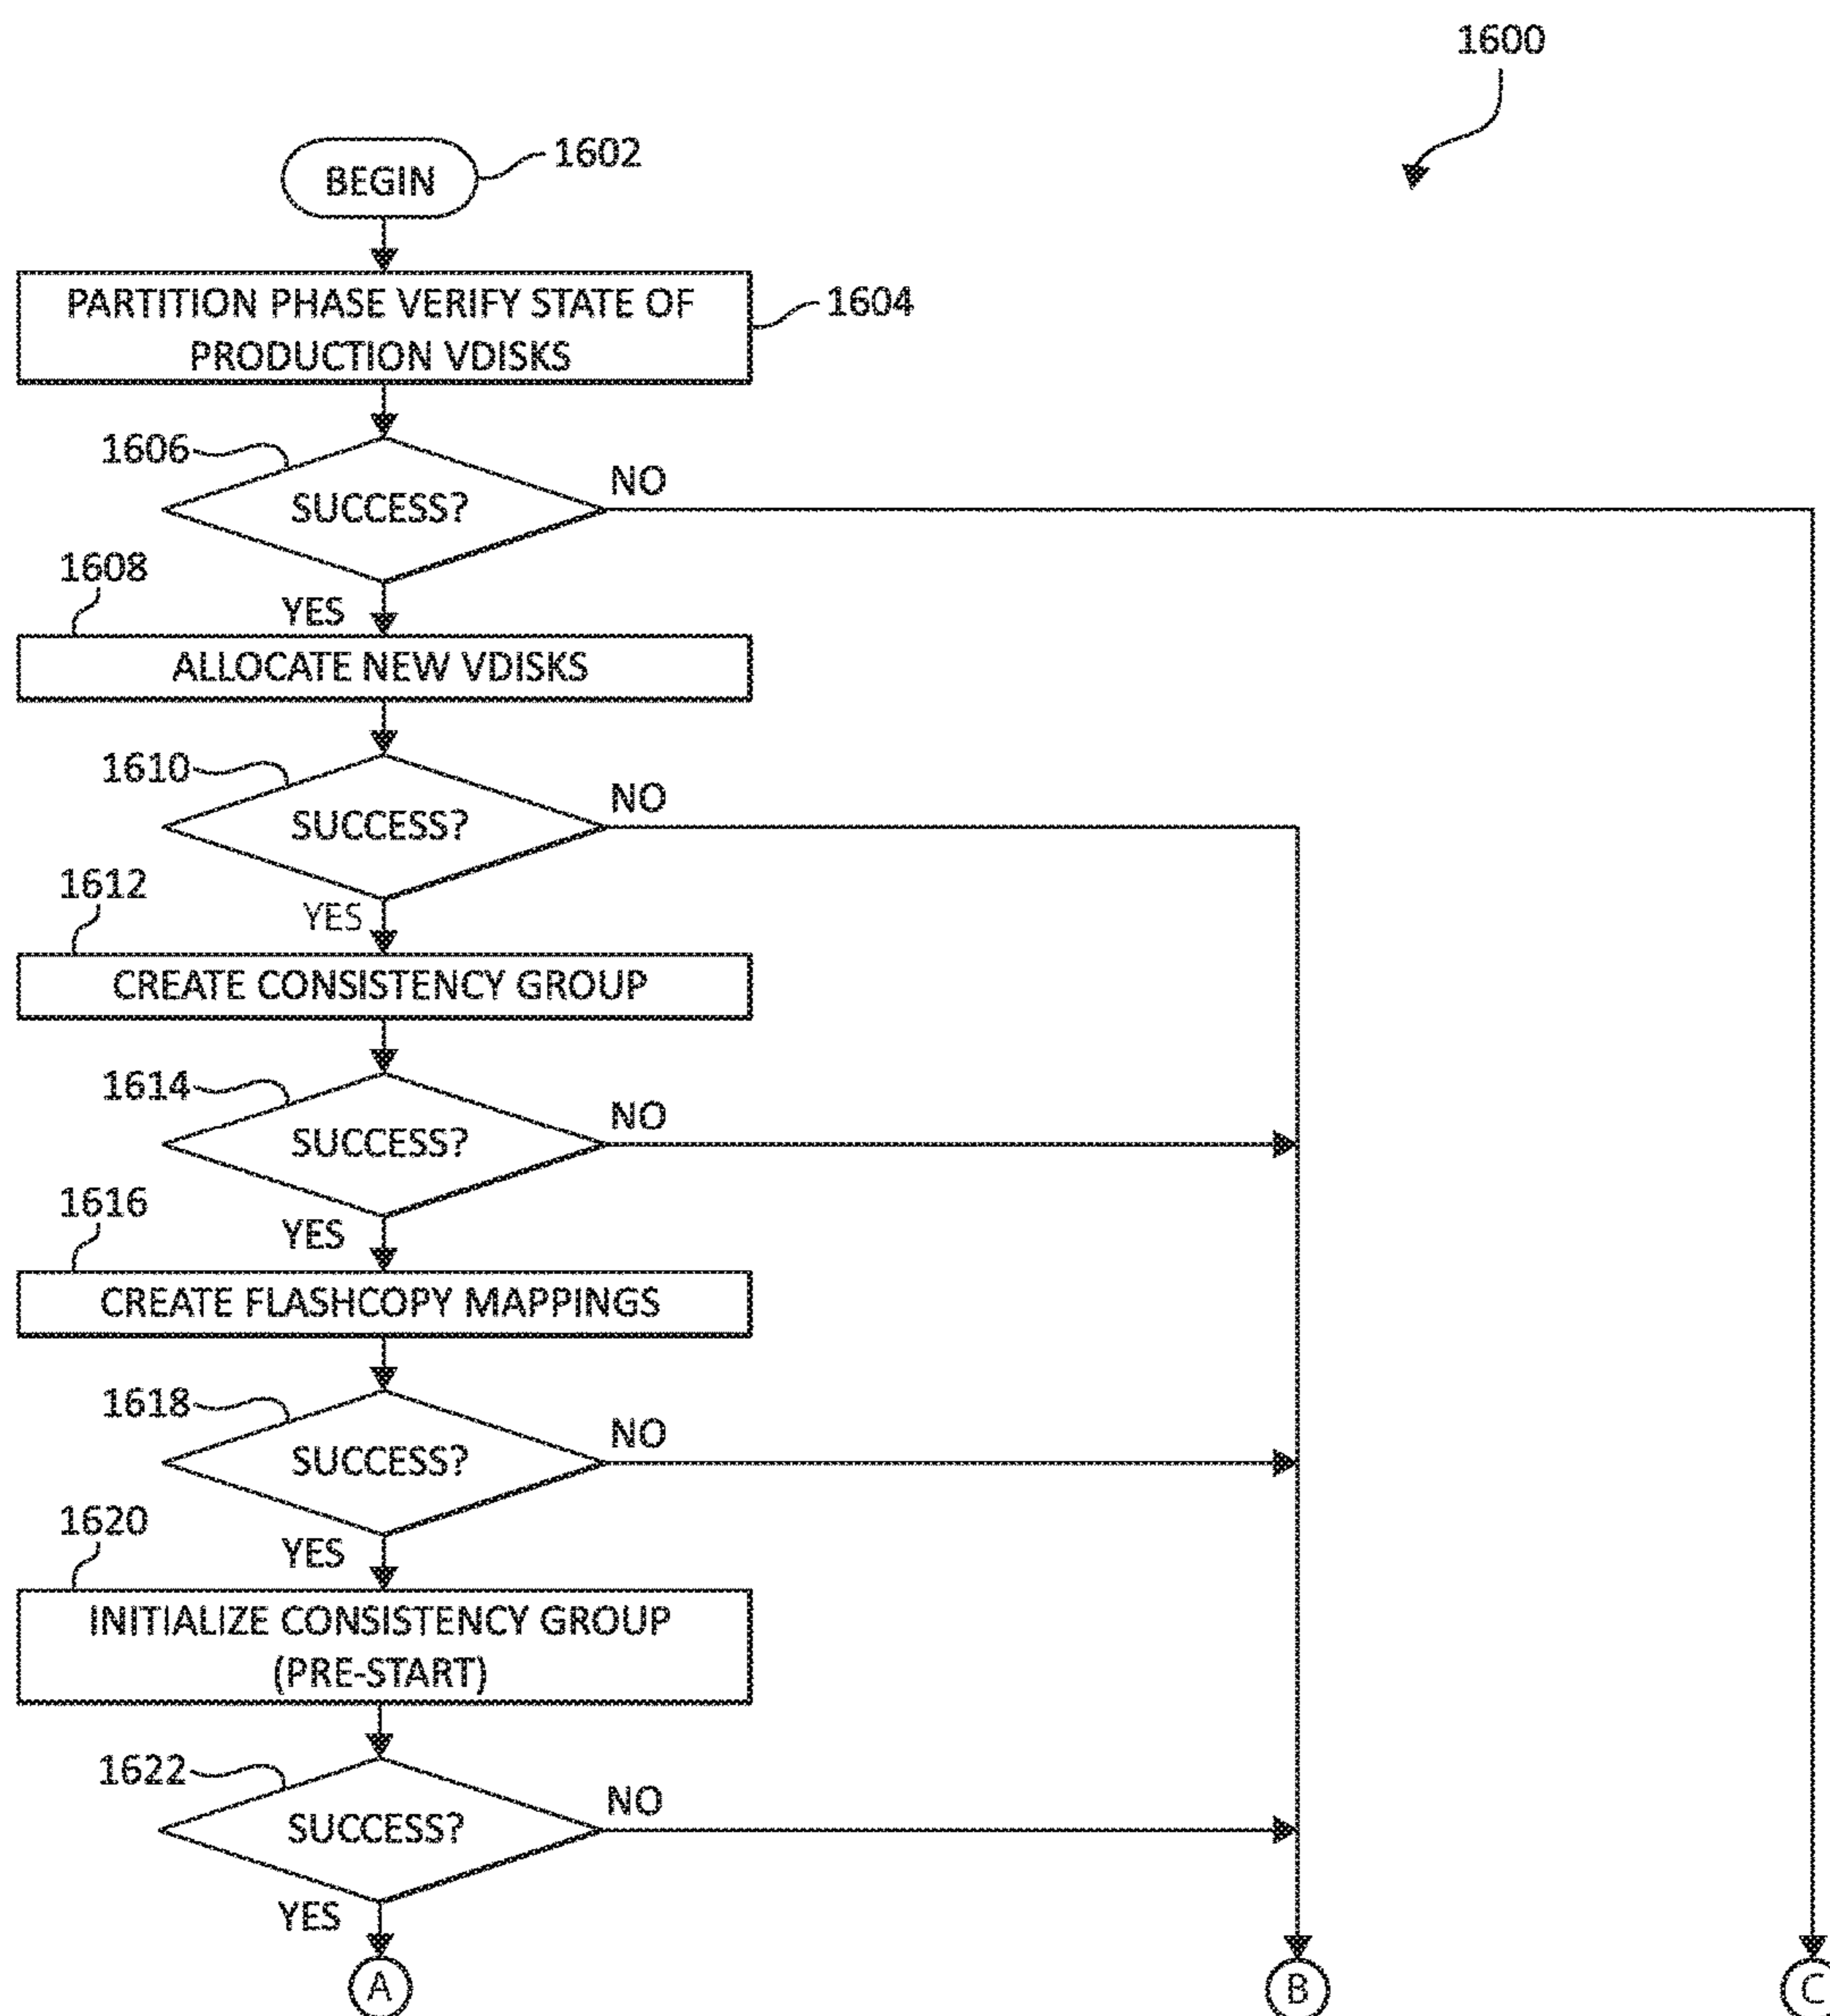 1600
BEGIN
1602
PARTITION PHASE VERIFY STATE OF
PRODUCTION VDISKS
1604
1606
SUCCESS?
NO
YES
1608
ALLOCATE NEW VDISKS
1610
SUCCESS?
NO
YES
1612
CREATE CONSISTENCY GROUP
1614
SUCCESS?
NO
YES
1616
CREATE FLASHCOPY MAPPINGS
1618
SUCCESS?
NO
YES
1620
INITIALIZE CONSISTENCY GROUP
(PRE-START)
1622
SUCCESS?
NO
YES
A
B
C